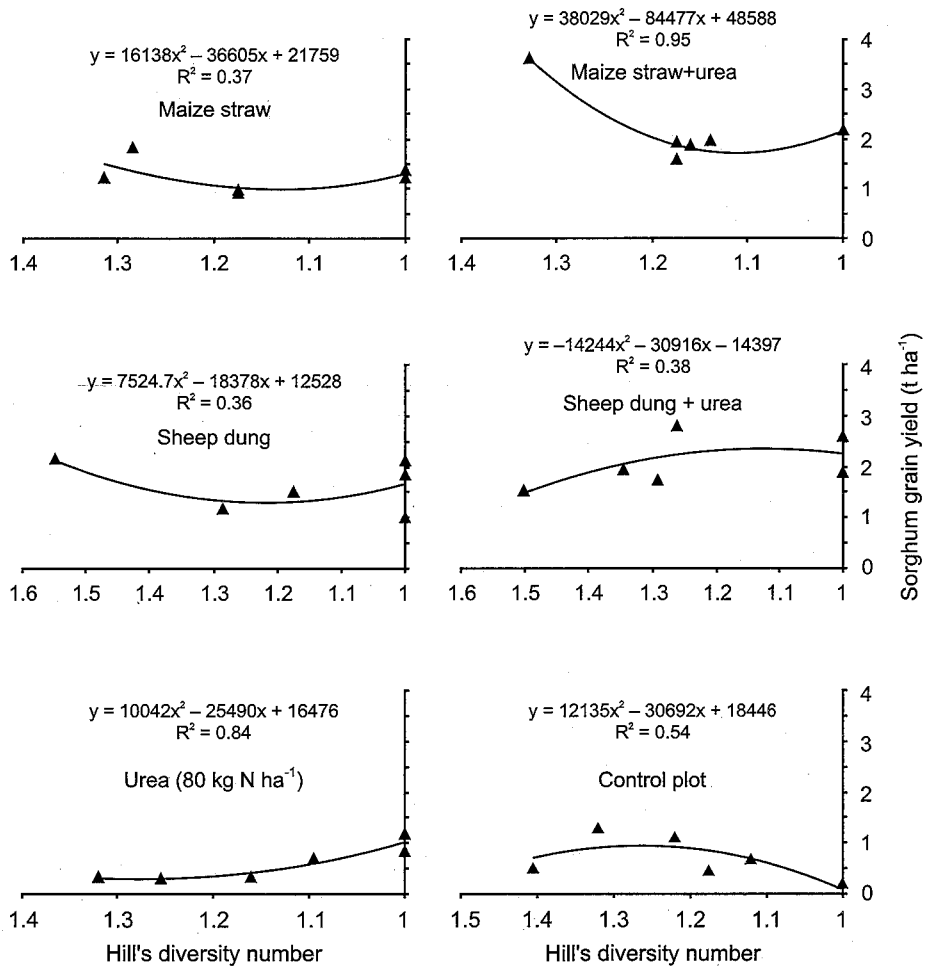 y = 16138x² – 36605x + 21759
R² = 0.37
Maize straw
1.4 1.3 1.2 1.1 1
y = 38029x² – 84477x + 48588
R² = 0.95
Maize straw+urea
4
3
2
1
0
1.4 1.3 1.2 1.1 1
y = 7524.7x² – 18378x + 12528
R² = 0.36
Sheep dung
1.6 1.5 1.4 1.3 1.2 1.1 1
y = –14244x² – 30916x – 14397
R² = 0.38
Sheep dung + urea
4
3
2
1
0
1.6 1.5 1.4 1.3 1.2 1.1 1
Sorghum grain yield (t ha⁻¹)
y = 10042x² – 25490x + 16476
R² = 0.84
Urea (80 kg N ha⁻¹)
1.4 1.3 1.2 1.1 1
Hill's diversity number
y = 12135x² – 30692x + 18446
R² = 0.54
Control plot
4
3
2
1
0
1.5 1.4 1.3 1.2 1.1 1
Hill's diversity number